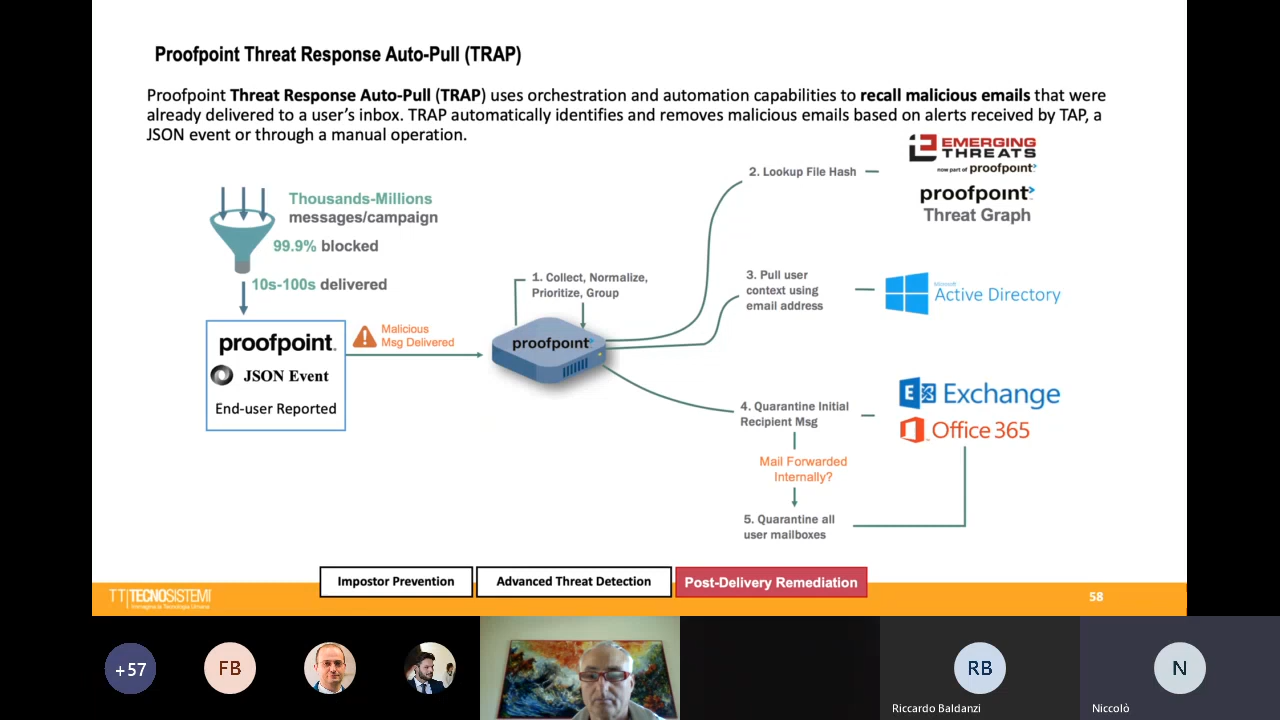 Proofpoint Threat Response Auto-Pull (TRAP)
Proofpoint Threat Response Auto-Pull (TRAP) uses orchestration and automation capabilities to recall malicious emails that were
already delivered to a user's inbox. TRAP automatically identifies and removes malicious emails based on alerts received by TAP, a
JSON event or through a manual operation.
Thousands-Millions
messages/campaign
99.9% blocked
10s-100s delivered
proofpoint.
JSON Event
End-user Reported
Malicious
Msg Delivered
1. Collect, Normalize,
Prioritize, Group
proofpoint
2. Lookup File Hash
EMERGING
THREATS
now part of proofpoint
proofpoint
Threat Graph
3. Pull user
context using
email address
Microsoft
Active Directory
4. Quarantine Initial
Recipient Msg
Exchange
Office 365
Mail Forwarded
Internally?
5. Quarantine all
user mailboxes
Impostor Prevention
Advanced Threat Detection
Post-Delivery Remediation
TT TECNOSISTEMI
Immagina la Tecnologia Umana
58
+57
FB
RB
Riccardo Baldanzi
N
Niccolò